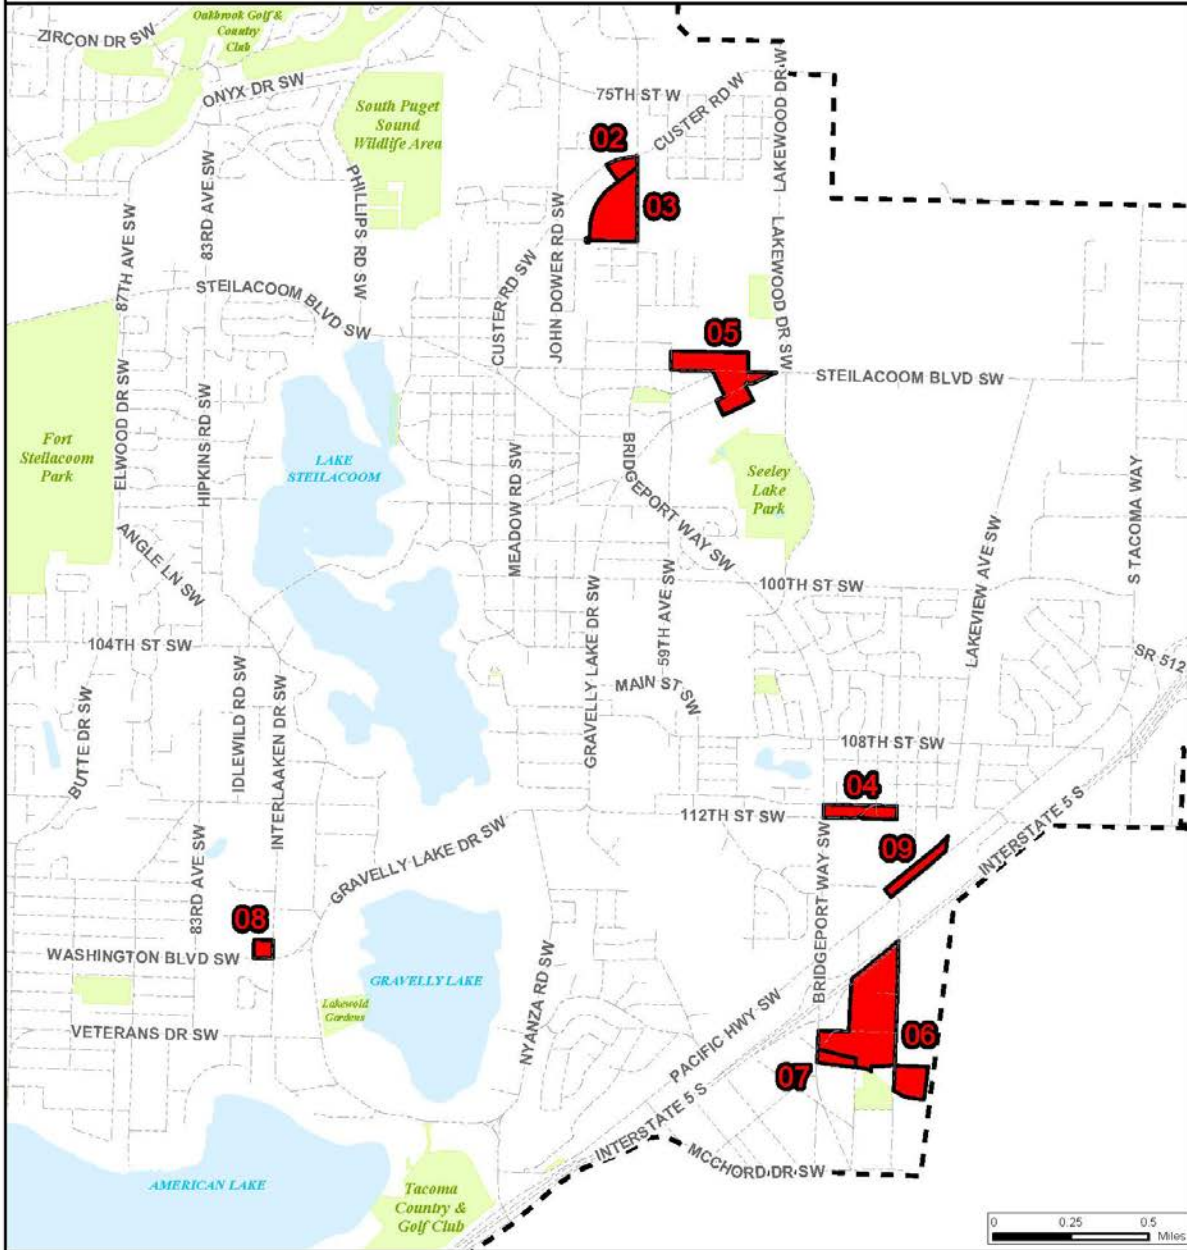 Oakbrook Golf &
Country
Club
ZIRCON DR SW
ONYX DR SW
75TH ST W
CUSTER RD W
LAKEWOOD DR W
South Puget
Sound
Wildlife Area
02
03
83RD AVE SW
87TH AVE SW
PHILLIPS RD SW
JOHN DOWER RD SW
LAKEWOOD DR SW
STEILACOOM BLVD SW
CUSTER RD SW
05
STEILACOOM BLVD SW
ELWOOD DR SW
HIPKINS RD SW
Fort
Steilacoom
Park
LAKE
STEILACOOM
MEADOW RD SW
BRIDGEPORT WAY SW
Seeley
Lake
Park
S TACOMA WAY
ANGLE LN SW
LAKEVIEW AVE SW
100TH ST SW
GRAVELLY LAKE DR SW
59TH AVE SW
104TH ST SW
SR 512
IDLEWILD RD SW
INTERLAAKEN DR SW
MAIN ST SW
BUTTE DR SW
108TH ST SW
04
112TH ST SW
INTERSTATE 5 S
09
GRAVELLY LAKE DR SW
83RD AVE SW
BRIDGEPORT WAY SW
08
WASHINGTON BLVD SW
GRAVELLY LAKE
NYANZA RD SW
Lakewold
Gardens
VETERANS DR SW
PACIFIC HWY SW
06
07
INTERSTATE 5 S
MCCHORD DR SW
AMERICAN LAKE
Tacoma
Country &
Golf Club
0 0.25 0.5
Miles